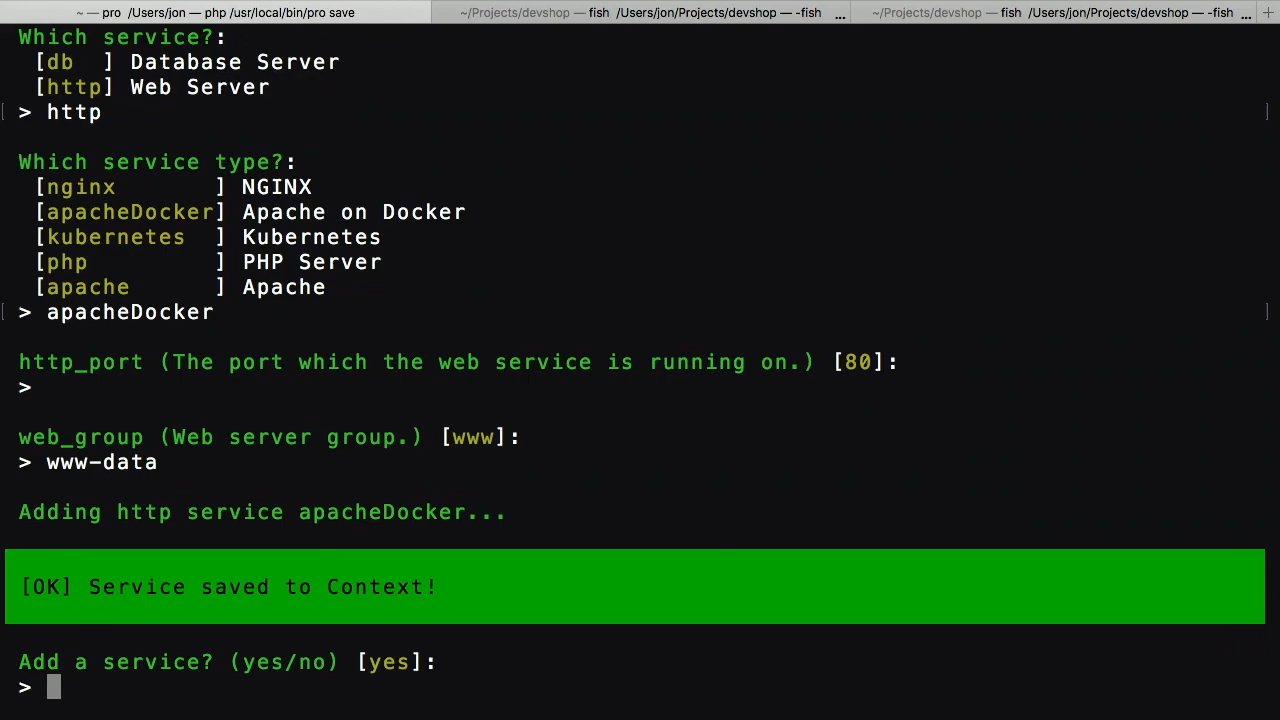 ~ — pro  /Users/jon — php /usr/local/bin/pro save
~/Projects/devshop — fish  /Users/jon/Projects/devshop — -fish ...
~/Projects/devshop — fish  /Users/jon/Projects/devshop — -fish ... +
Which service?:
[db  ] Database Server
[http] Web Server
> http
Which service type?:
[nginx       ] NGINX
[apacheDocker] Apache on Docker
[kubernetes  ] Kubernetes
[php         ] PHP Server
[apache      ] Apache
> apacheDocker
http_port (The port which the web service is running on.) [80]:
>
web_group (Web server group.) [www]:
> www-data
Adding http service apacheDocker...
[OK] Service saved to Context!
Add a service? (yes/no) [yes]:
>